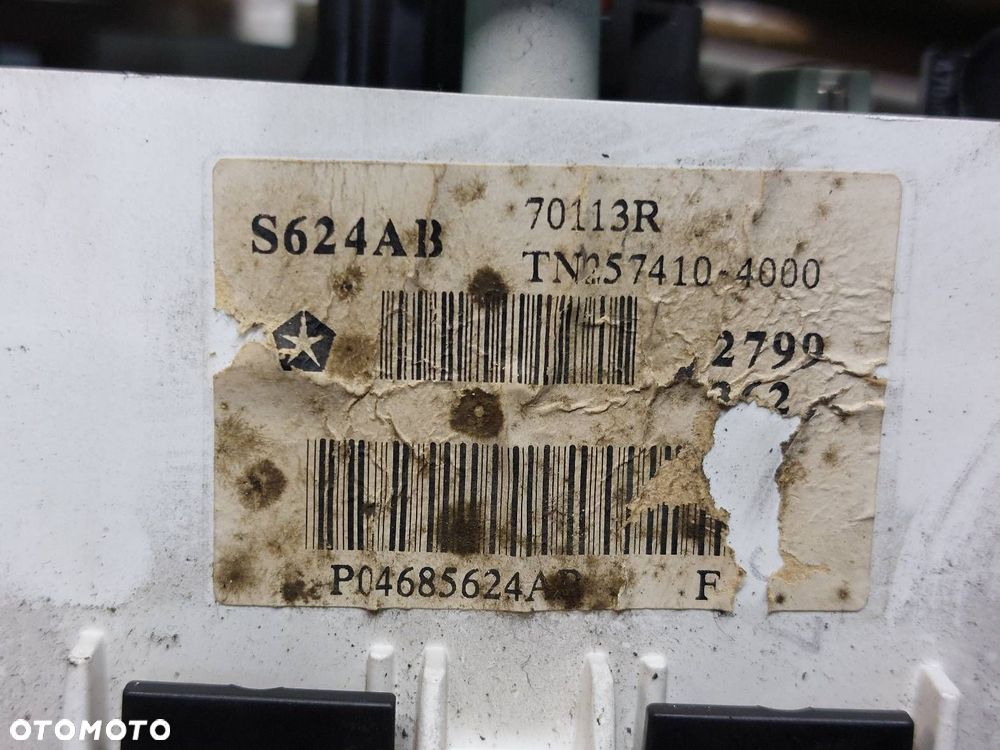 S624AB
70113R
TN257410-4000
2799
P04685624AB
F
OTOMOTO